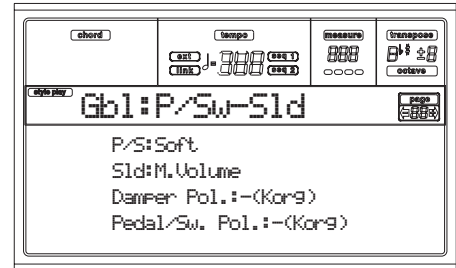 chord tempo measure transpose
ext seq 1
link seq 2
octave
style play
Gbl:P/Sw-Sld page
P/S:Soft
Sld:M.Volume
Damper Pol.:-(Korg)
Pedal/Sw. Pol.:-(Korg)